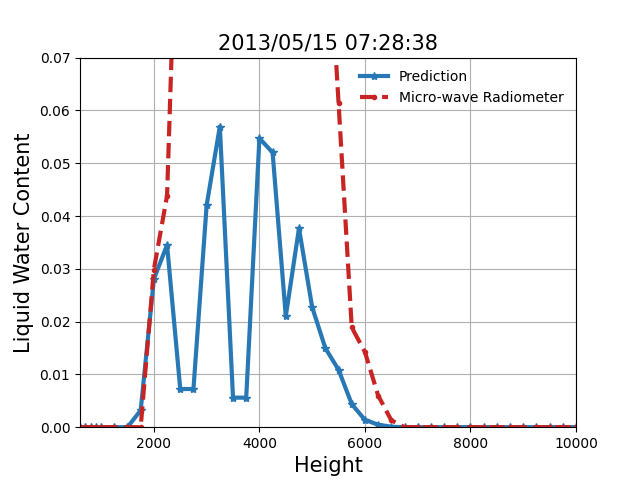 2013/05/15 07:28:38
0.07
0.06
0.05
0.04
0.03
0.02
0.01
0.00
Liquid Water Content
Prediction
Micro-wave Radiometer
2000 4000 6000 8000 10000
Height